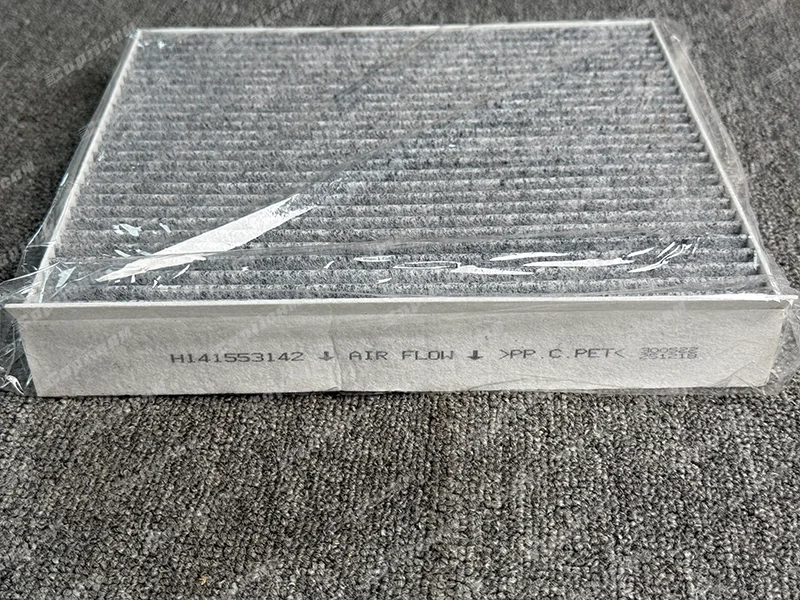 H141553142 ↓ AIR FLOW ↓ >PP.C.PET<